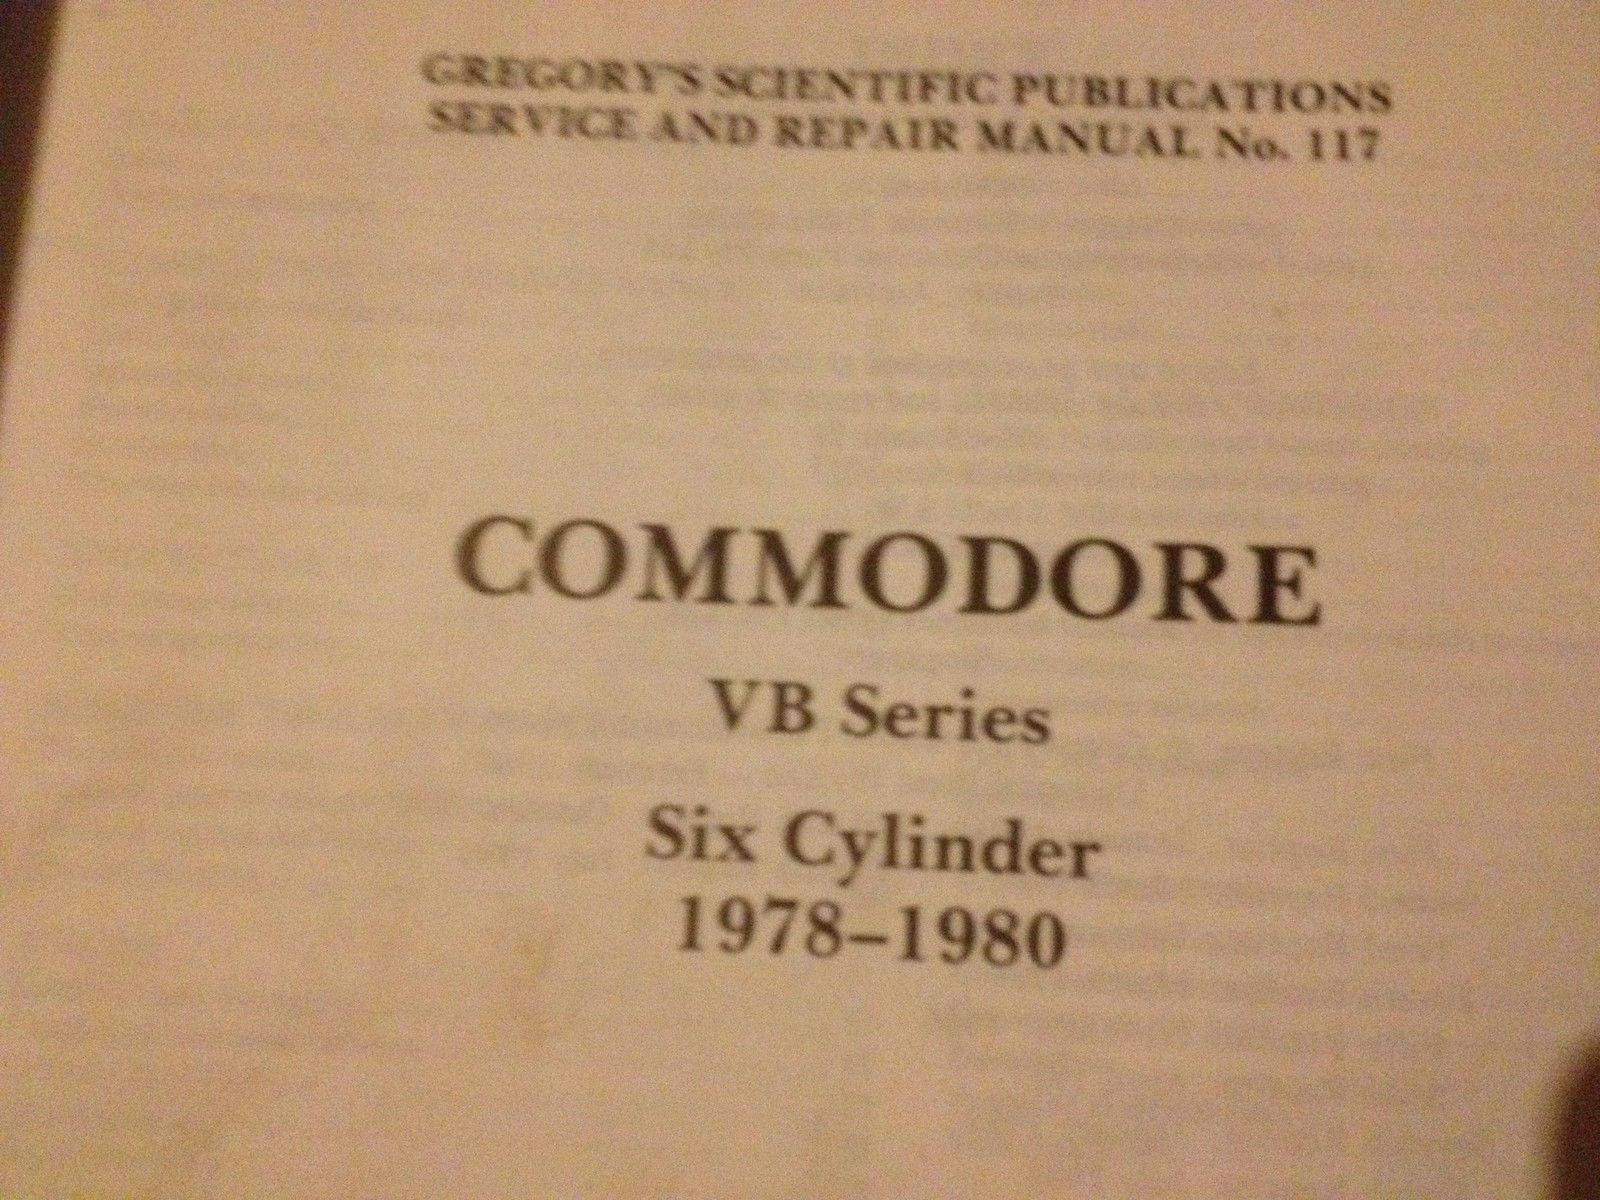 GREGORY'S SCIENTIFIC PUBLICATIONS
SERVICE AND REPAIR MANUAL No. 117
COMMODORE
VB Series
Six Cylinder
1978–1980